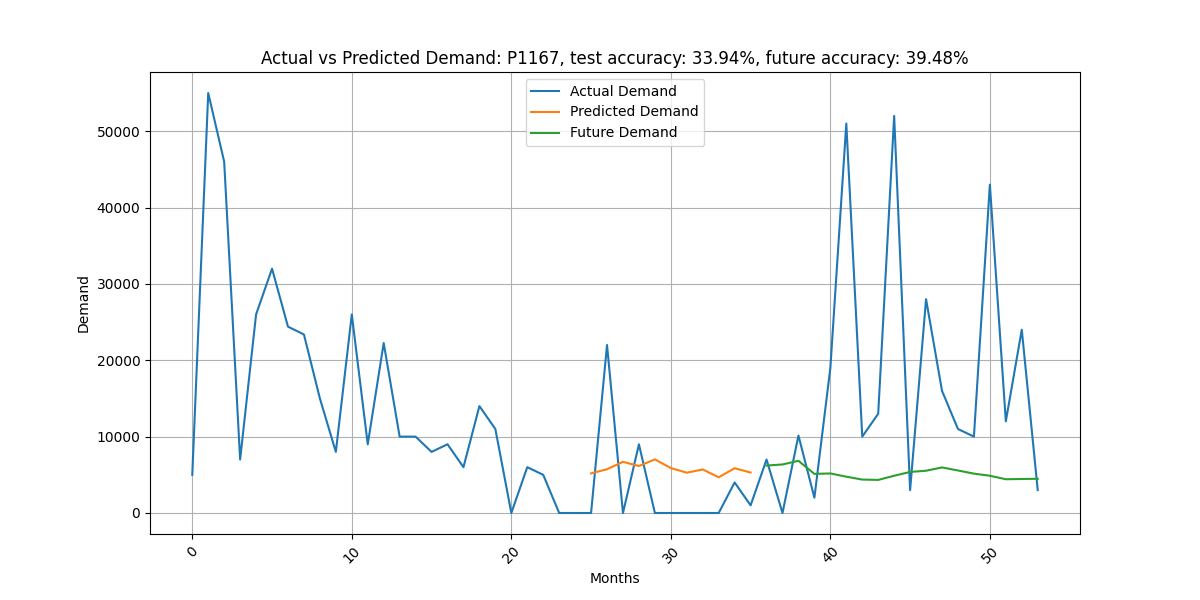 Actual vs Predicted Demand: P1167, test accuracy: 33.94%, future accuracy: 39.48%
Actual Demand
Predicted Demand
Future Demand
50000
40000
30000
20000
10000
0
Demand
0 10 20 30 40 50
Months